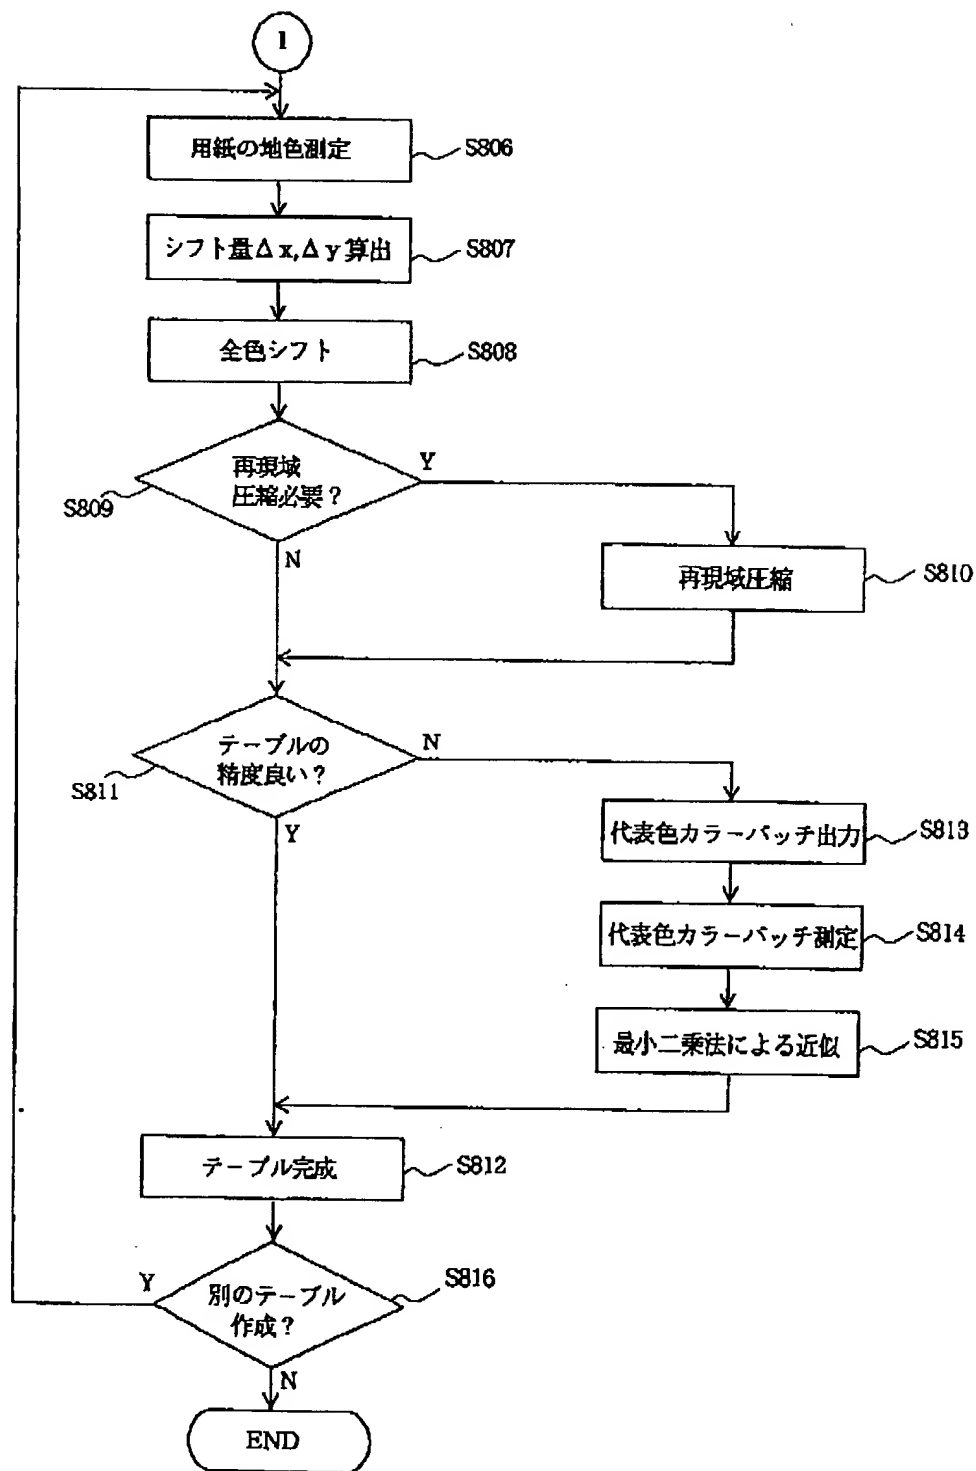 1
用紙の地色測定
S806
シフト量Δx,Δy算出
S807
全色シフト
S808
再現域
圧縮必要?
Y
S809
N
再現域圧縮
S810
テーブルの
精度良い?
N
S811
Y
代表色カラーパッチ出力
S813
代表色カラーパッチ測定
S814
最小二乗法による近似
S815
テーブル完成
S812
別のテーブル
作成?
S816
Y
N
END